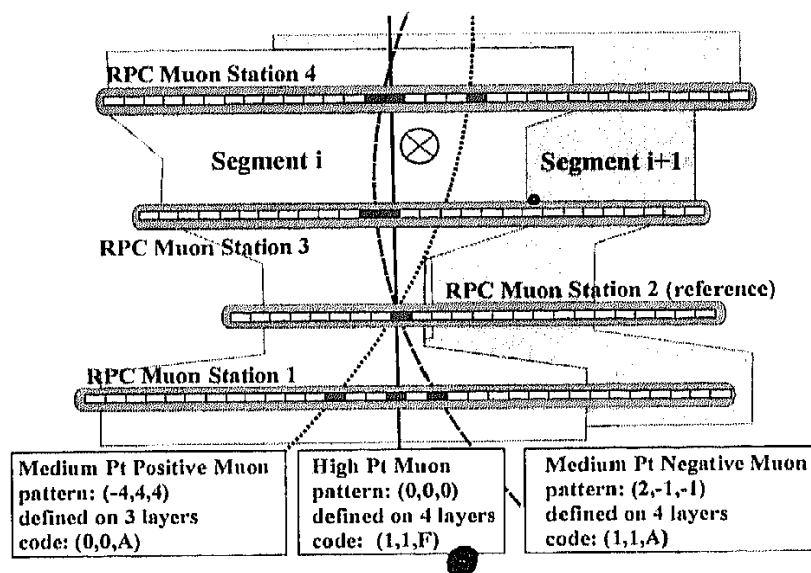 RPC Muon Station 4
Segment i
Segment i+1
RPC Muon Station 3
RPC Muon Station 2 (reference)
RPC Muon Station 1
Medium Pt Positive Muon
pattern: (-4,4,4)
defined on 3 layers
code: (0,0,A)
High Pt Muon
pattern: (0,0,0)
defined on 4 layers
code: (1,1,F)
Medium Pt Negative Muon
pattern: (2,-1,-1)
defined on 4 layers
code: (1,1,A)